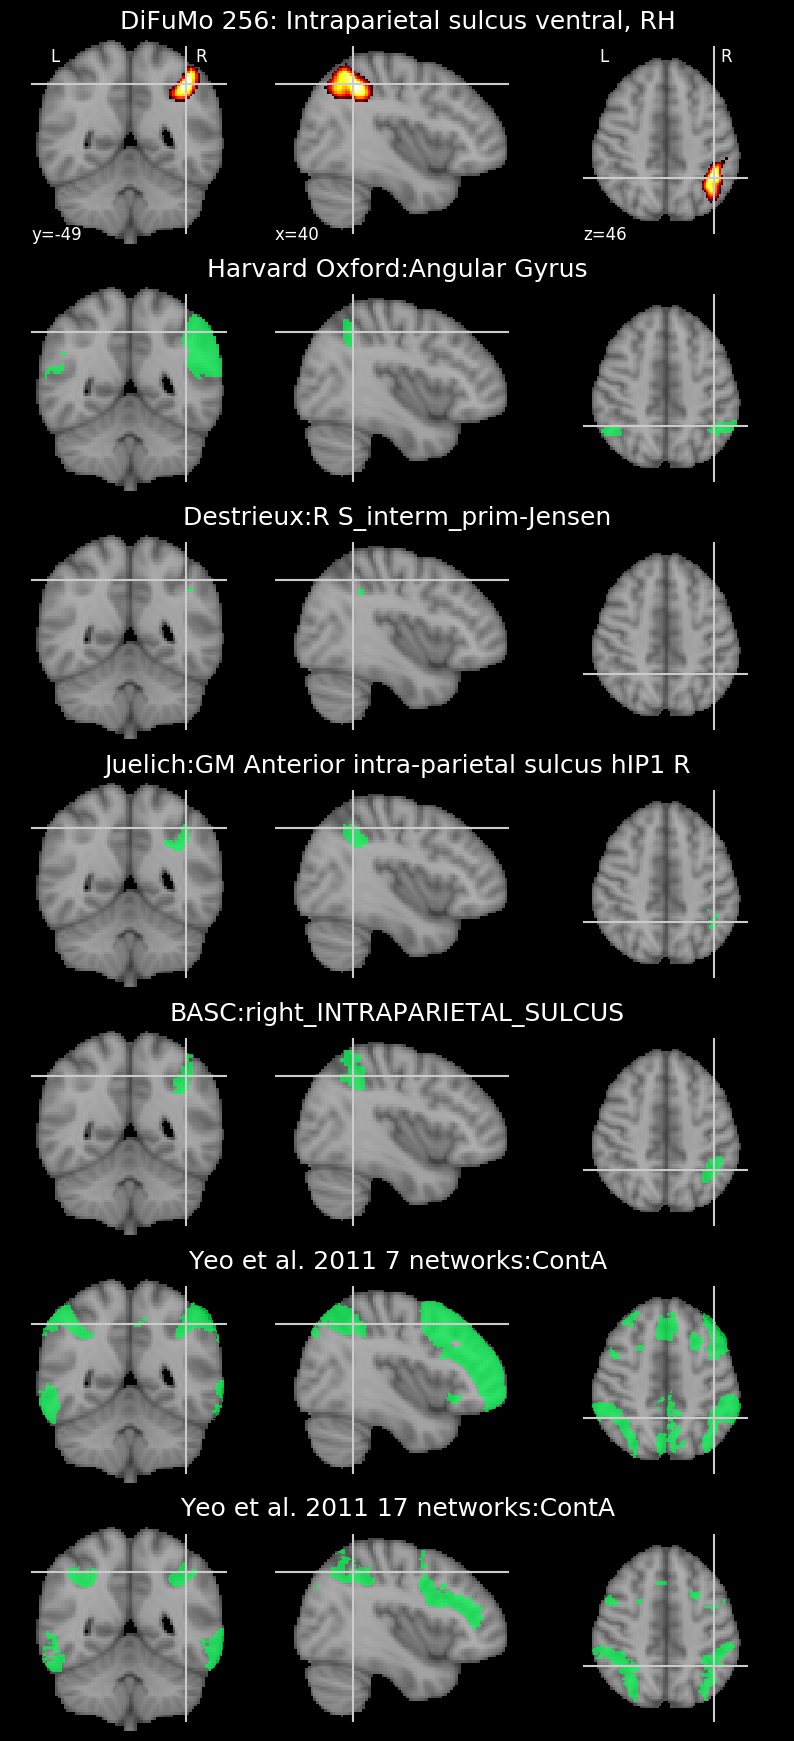 DiFuMo 256: Intraparietal sulcus ventral, RH
L R L R
y=-49 x=40 z=46
Harvard Oxford:Angular Gyrus
Destrieux:R S_interm_prim-Jensen
Juelich:GM Anterior intra-parietal sulcus hIP1 R
BASC:right_INTRAPARIETAL_SULCUS
Yeo et al. 2011 7 networks:ContA
Yeo et al. 2011 17 networks:ContA